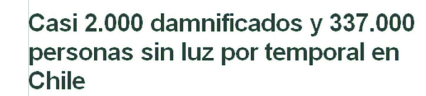 Casi 2.000 damnificados y 337.000
personas sin luz por temporal en
Chile